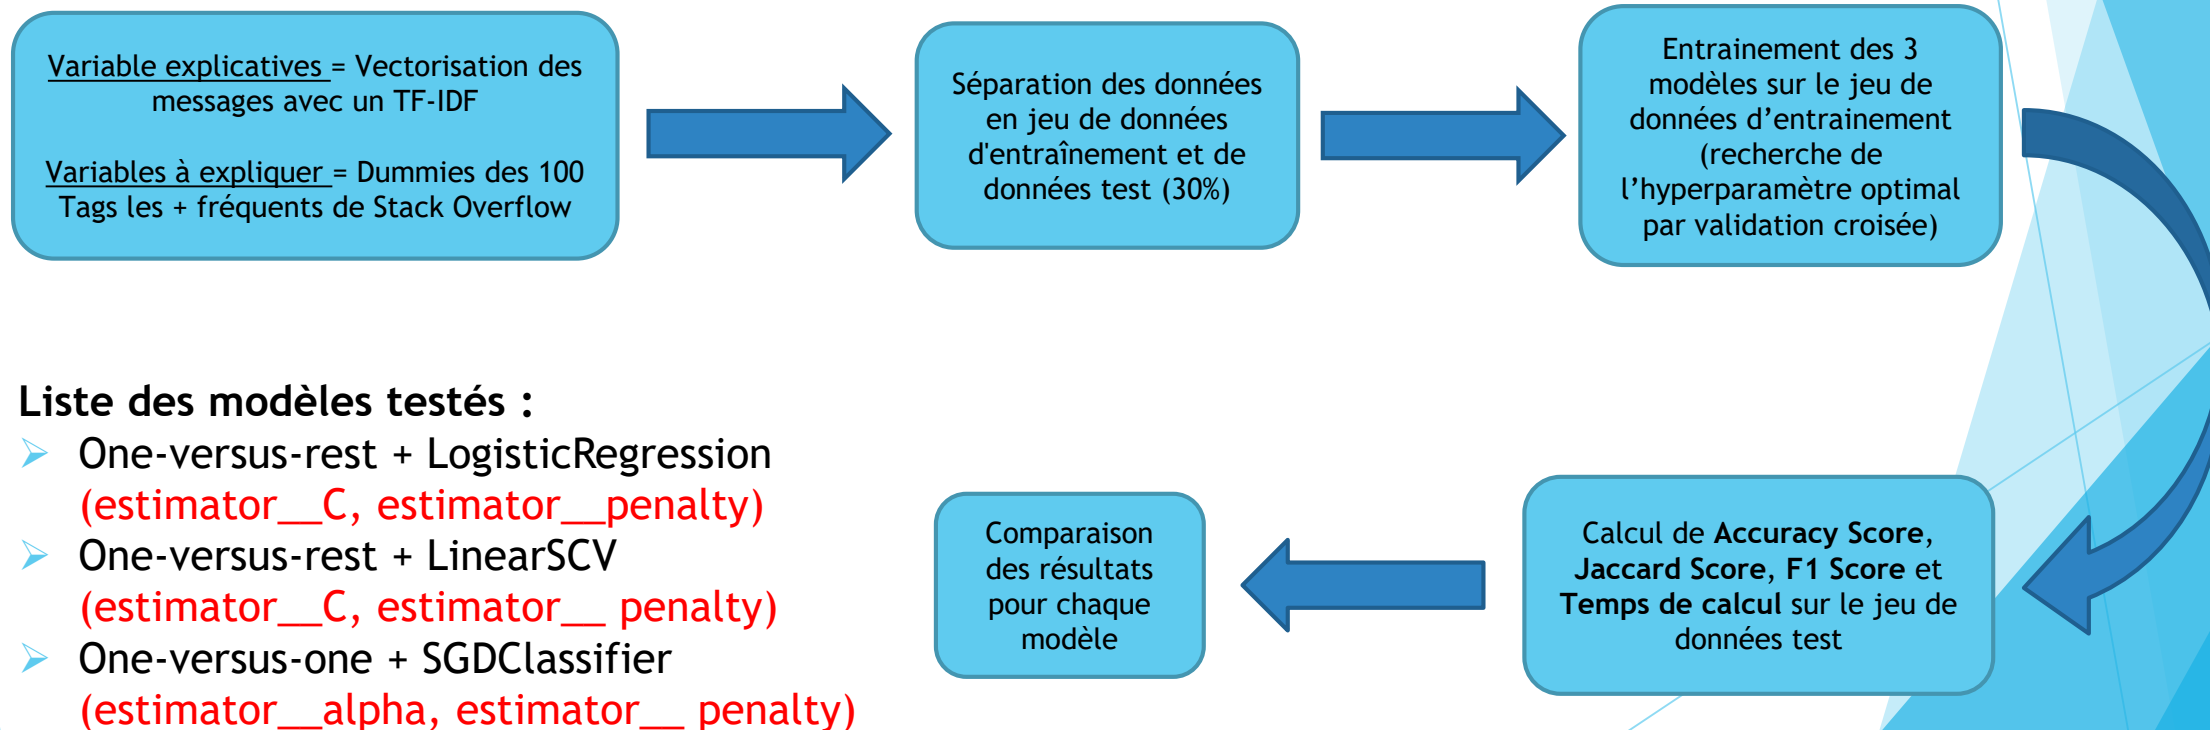 Variable explicatives = Vectorisation des
messages avec un TF-IDF
Variables à expliquer = Dummies des 100
Tags les + fréquents de Stack Overflow
Séparation des données
en jeu de données
d'entraînement et de
données test (30%)
Entrainement des 3
modèles sur le jeu de
données d’entrainement
(recherche de
l’hyperparamètre optimal
par validation croisée)
Calcul de Accuracy Score,
Jaccard Score, F1 Score et
Temps de calcul sur le jeu de
données test
Comparaison
des résultats
pour chaque
modèle
Liste des modèles testés :
One-versus-rest + LogisticRegression
(estimator__C, estimator__penalty)
One-versus-rest + LinearSCV
(estimator__C, estimator__ penalty)
One-versus-one + SGDClassifier
(estimator__alpha, estimator__ penalty)